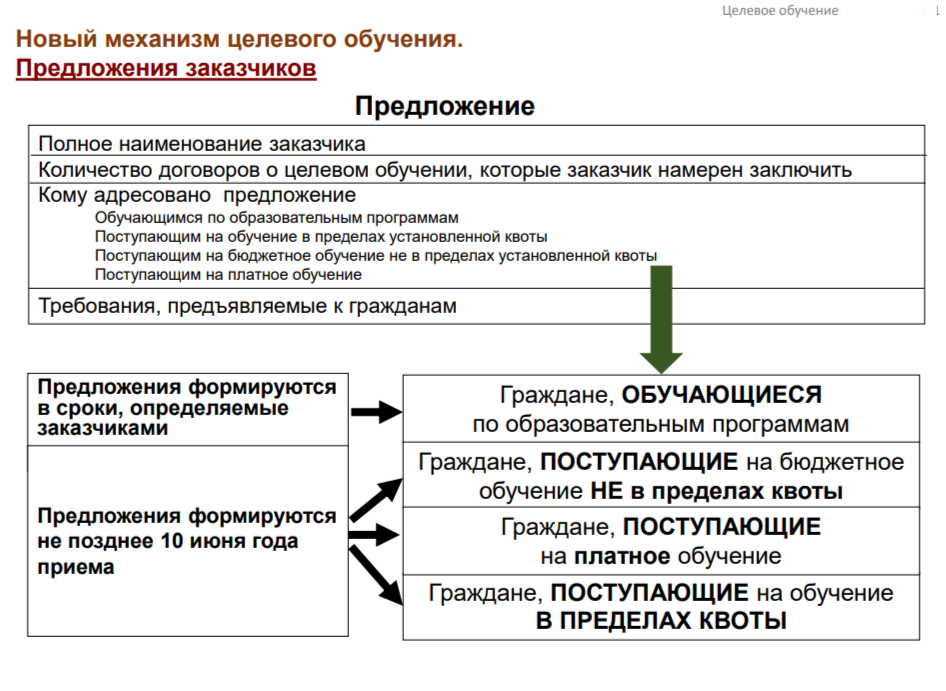 Целевое обучение
Новый механизм целевого обучения.
Предложения заказчиков
Предложение
Полное наименование заказчика
Количество договоров о целевом обучении, которые заказчик намерен заключить
Кому адресовано предложение
Обучающимся по образовательным программам
Поступающим на обучение в пределах установленной квоты
Поступающим на бюджетное обучение не в пределах установленной квоты
Поступающим на платное обучение
Требования, предъявляемые к гражданам
Предложения формируются
в сроки, определяемые
заказчиками
Граждане, ОБУЧАЮЩИЕСЯ
по образовательным программам
Предложения формируются
не позднее 10 июня года
приема
Граждане, ПОСТУПАЮЩИЕ на бюджетное
обучение НЕ в пределах квоты)
Граждане, ПОСТУПАЮЩИЕ
на платное обучение
Граждане, ПОСТУПАЮЩИЕ на обучение
В ПРЕДЕЛАХ КВОТЫ)